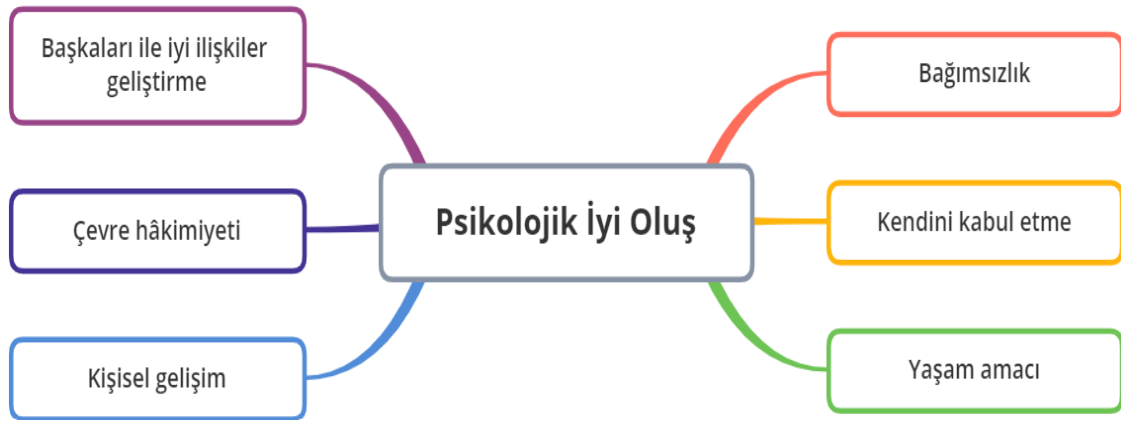 Başkaları ile iyi ilişkiler
geliştirme
Bağımsızlık
Psikolojik İyi Oluş
Çevre hâkimiyeti
Kendini kabul etme
Kişisel gelişim
Yaşam amacı